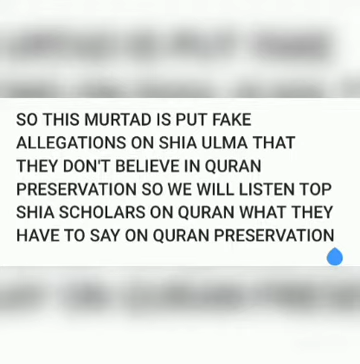 SO THIS MURTAD IS PUT FAKE
ALLEGATIONS ON SHIA ULMA THAT
THEY DON'T BELIEVE IN QURAN
PRESERVATION SO WE WILL LISTEN TOP
SHIA SCHOLARS ON QURAN WHAT THEY
HAVE TO SAY ON QURAN PRESERVATION